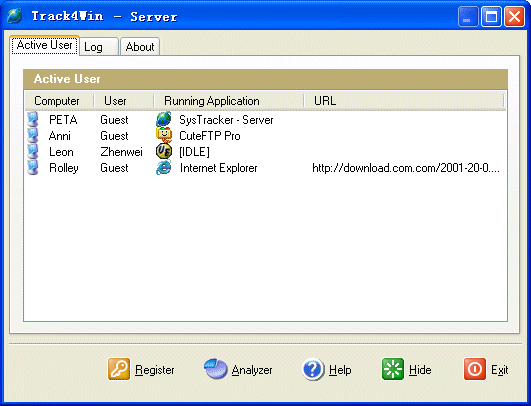 Track4Win - Server
Active User Log About
Active User
Computer User Running Application URL
PETA Guest SysTracker - Server
Anni Guest CuteFTP Pro
Leon Zhenwei [IDLE]
Rolley Guest Internet Explorer http://download.com.com/2001-20-0....
Register Analyzer Help Hide Exit